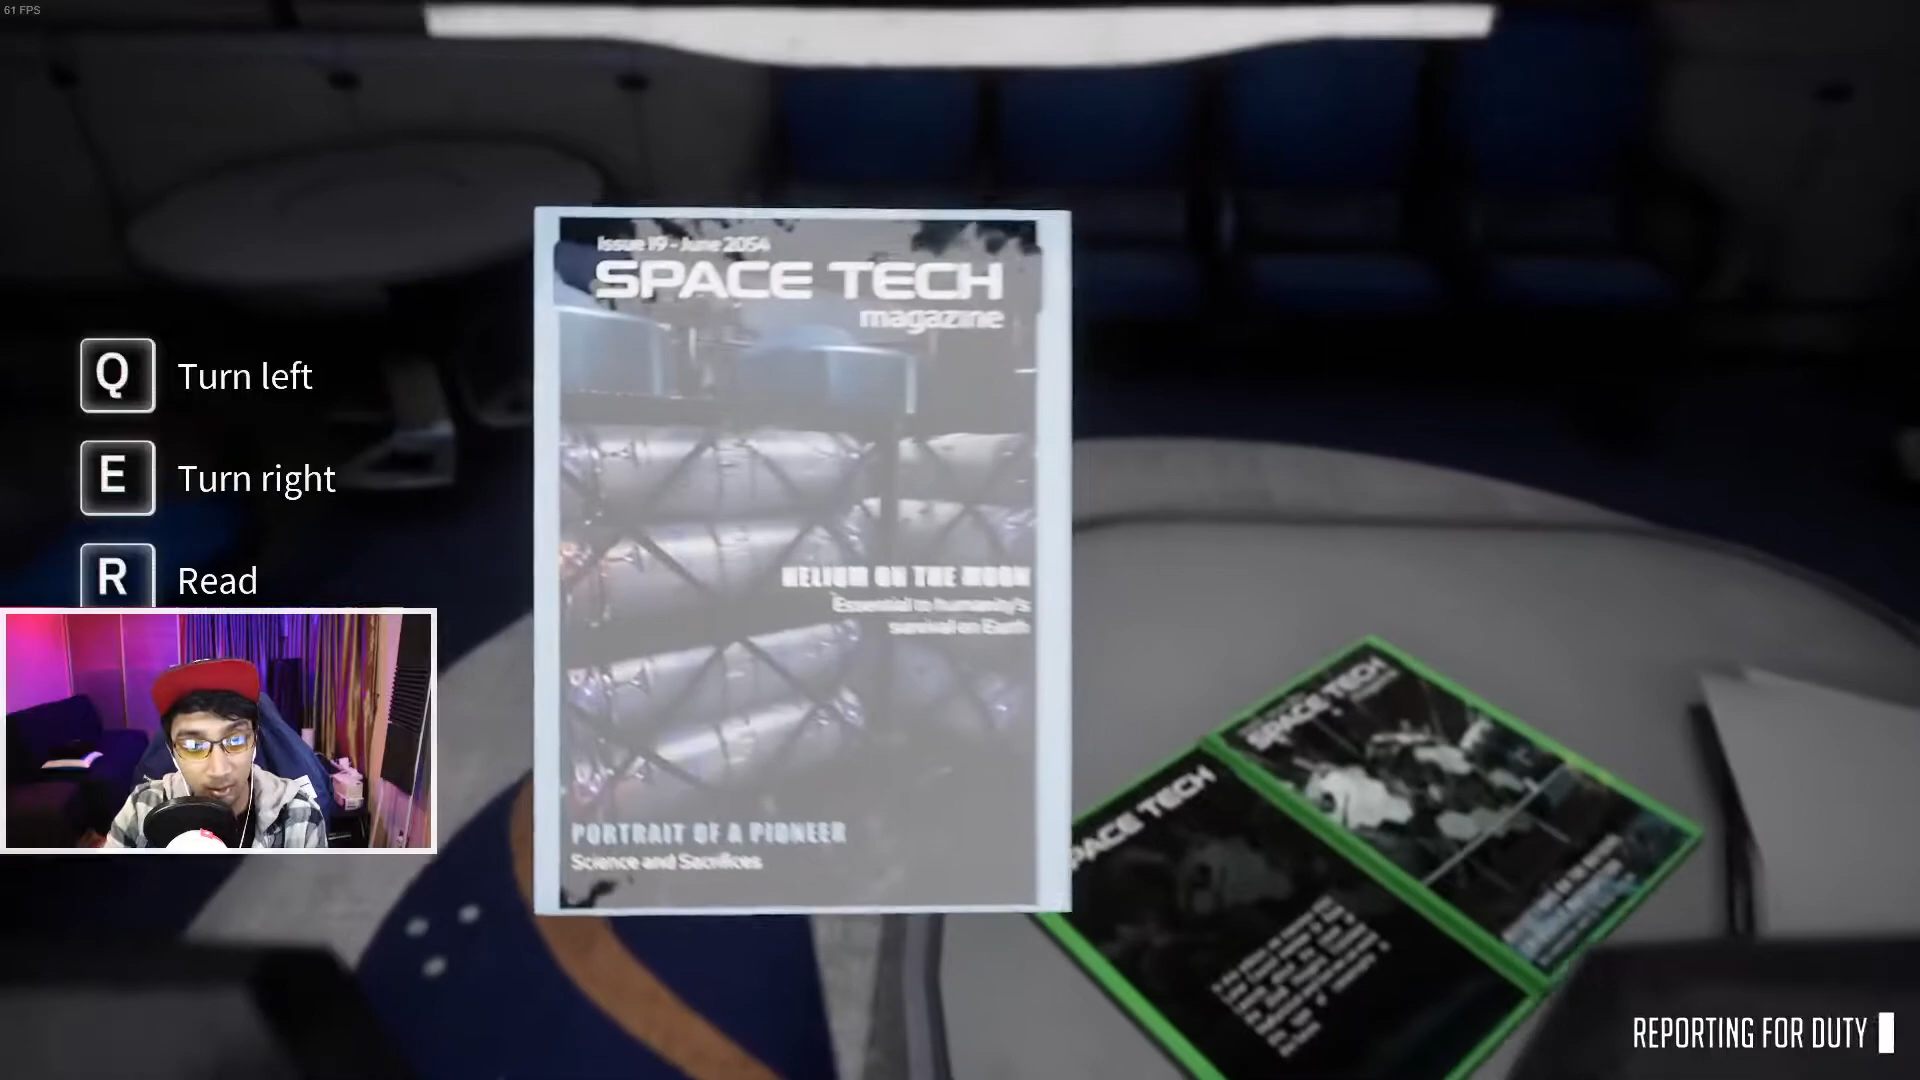 61 FPS
Issue 19 - June 2054
SPACE TECH
magazine
Q Turn left
E Turn right
R Read
HELIUM ON THE MOON
Essential to humanity's
survival on Earth
PORTRAIT OF A PIONEER
Science and Sacrifices
SPACE TECH
SPACE TECH
REPORTING FOR DUTY